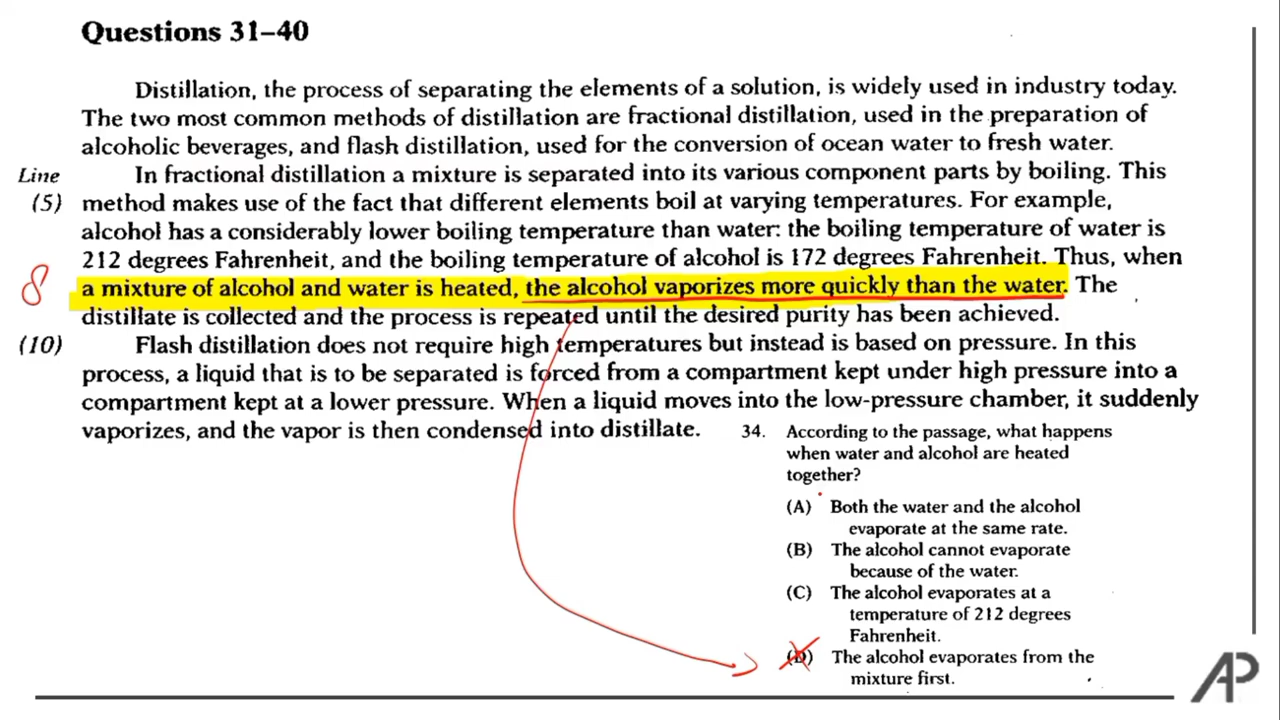 Questions 31–40
Distillation, the process of separating the elements of a solution, is widely used in industry today.
The two most common methods of distillation are fractional distillation, used in the preparation of
alcoholic beverages, and flash distillation, used for the conversion of ocean water to fresh water.
Line In fractional distillation a mixture is separated into its various component parts by boiling. This
(5) method makes use of the fact that different elements boil at varying temperatures. For example,
alcohol has a considerably lower boiling temperature than water: the boiling temperature of water is
212 degrees Fahrenheit, and the boiling temperature of alcohol is 172 degrees Fahrenheit. Thus, when
8 a mixture of alcohol and water is heated, the alcohol vaporizes more quickly than the water. The
distillate is collected and the process is repeated until the desired purity has been achieved.
(10) Flash distillation does not require high temperatures but instead is based on pressure. In this
process, a liquid that is to be separated is forced from a compartment kept under high pressure into a
compartment kept at a lower pressure. When a liquid moves into the low-pressure chamber, it suddenly
vaporizes, and the vapor is then condensed into distillate.
34. According to the passage, what happens
when water and alcohol are heated
together?
(A) Both the water and the alcohol
evaporate at the same rate.
(B) The alcohol cannot evaporate
because of the water.
(C) The alcohol evaporates at a
temperature of 212 degrees
Fahrenheit.
(D) The alcohol evaporates from the
mixture first.
AP